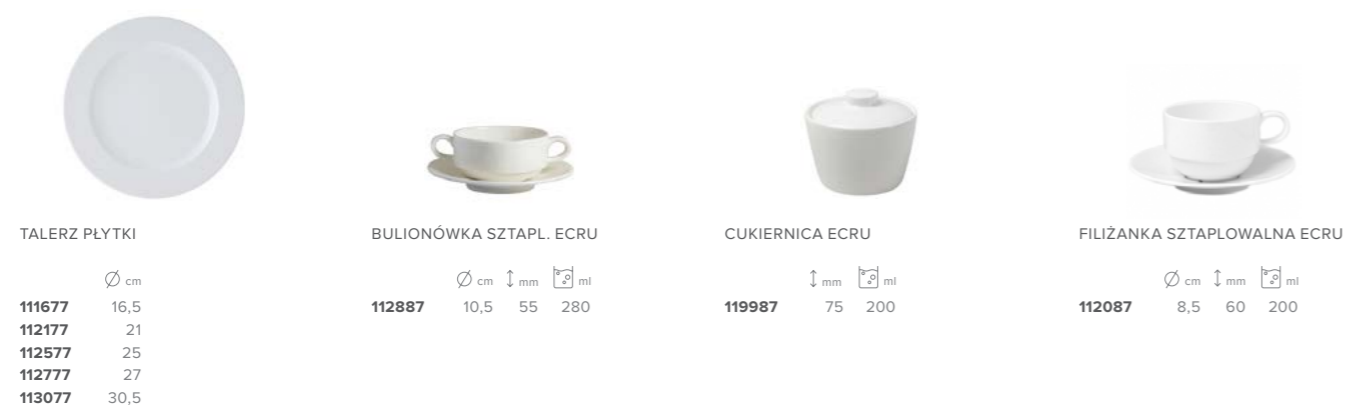 TALERZ PŁYTKI
cm
111677 16,5
112177 21
112577 25
112777 27
113077 30,5
BULIONÓWKA SZTAPL. ECRU
cm mm ml
112887 10,5 55 280
CUKIERNICA ECRU
mm ml
119987 75 200
FILIŻANKA SZTAPLOWALNA ECRU
cm mm ml
112087 8,5 60 200